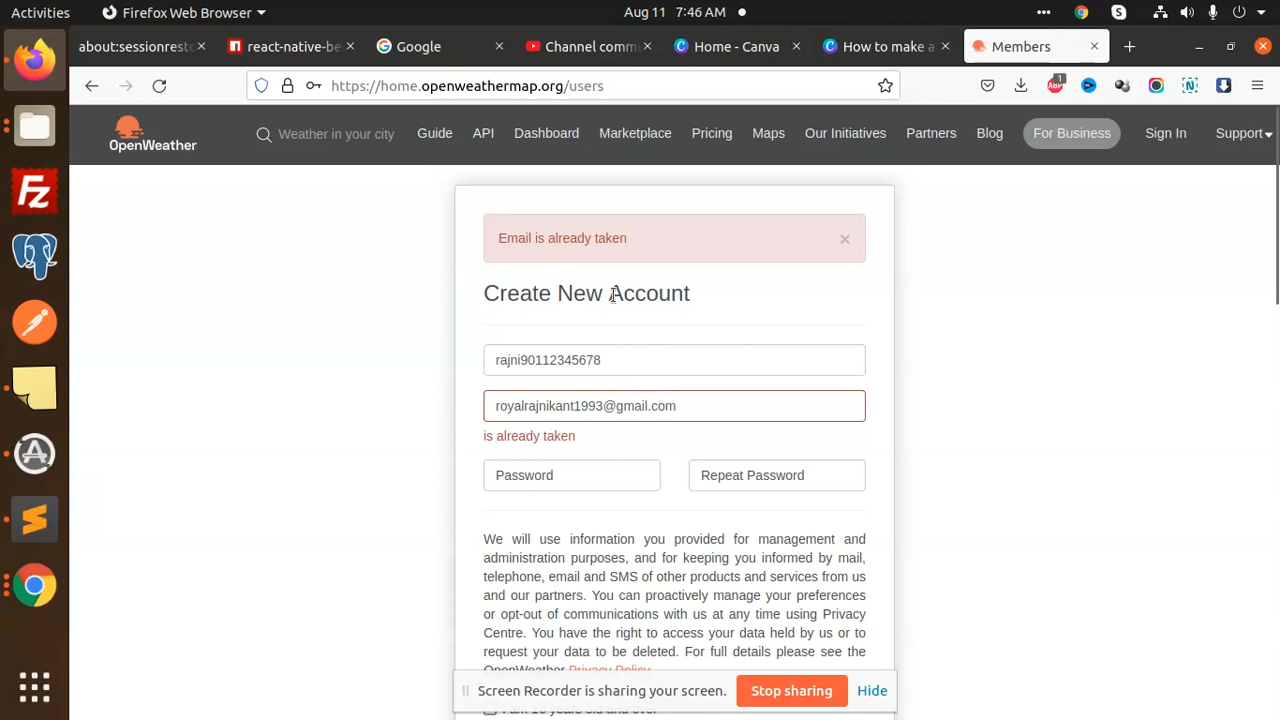 Activities
Firefox Web Browser
Aug 11 7:46 AM
about:sessionrest
react-native-be
Google
Channel comm
Home - Canva
How to make a
Members
https://home.openweathermap.org/users
ABP
1
N
OpenWeather
Weather in your city
Guide
API
Dashboard
Marketplace
Pricing
Maps
Our Initiatives
Partners
Blog
For Business
Sign In
Support
Fz
Email is already taken
×
Create New Account
rajni90112345678
royalrajnikant1993@gmail.com
is already taken
Password
Repeat Password
We will use information you provided for management and
administration purposes, and for keeping you informed by mail,
telephone, email and SMS of other products and services from us
and our partners. You can proactively manage your preferences
or opt-out of communications with us at any time using Privacy
Centre. You have the right to access your data held by us or to
request your data to be deleted. For full details please see the
OpenWeather Privacy Policy
Screen Recorder is sharing your screen.
Stop sharing
Hide